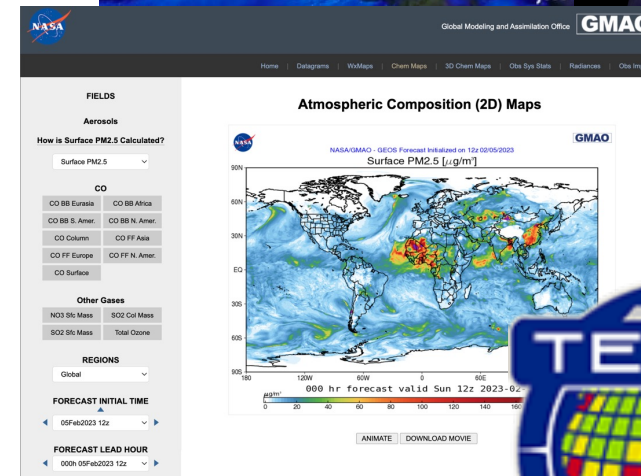 NASA
Global Modeling and Assimilation Office GMAO
Home | Datagrams | WxMaps | Chem Maps | 3D Chem Maps | Obs Sys Stats | Radiances | Obs Im
FIELDS
Aerosols
How is Surface PM2.5 Calculated?
Surface PM2.5
CO
CO BB Eurasia CO BB Africa
CO BB S. Amer. CO BB N. Amer.
CO Column CO FF Asia
CO FF Europe CO FF N. Amer.
CO Surface
Other Gases
NO3 Sfc Mass SO2 Col Mass
SO2 Sfc Mass Total Ozone
REGIONS
Global
FORECAST INITIAL TIME
05Feb2023 12z
FORECAST LEAD HOUR
000h 05Feb2023 12z
Atmospheric Composition (2D) Maps
NASA
GMAO
NASA/GMAO - GEOS Forecast Initialized on 12z 02/05/2023
Surface PM2.5 [μg/m³]
90N
60N
30N
EQ
30S
60S
90S
180 120W 60W 0 60E
000 hr forecast valid Sun 12z 2023-02-
μg/m³
0 20 40 60 80 100 120 140 160
ANIMATE DOWNLOAD MOVIE
TE